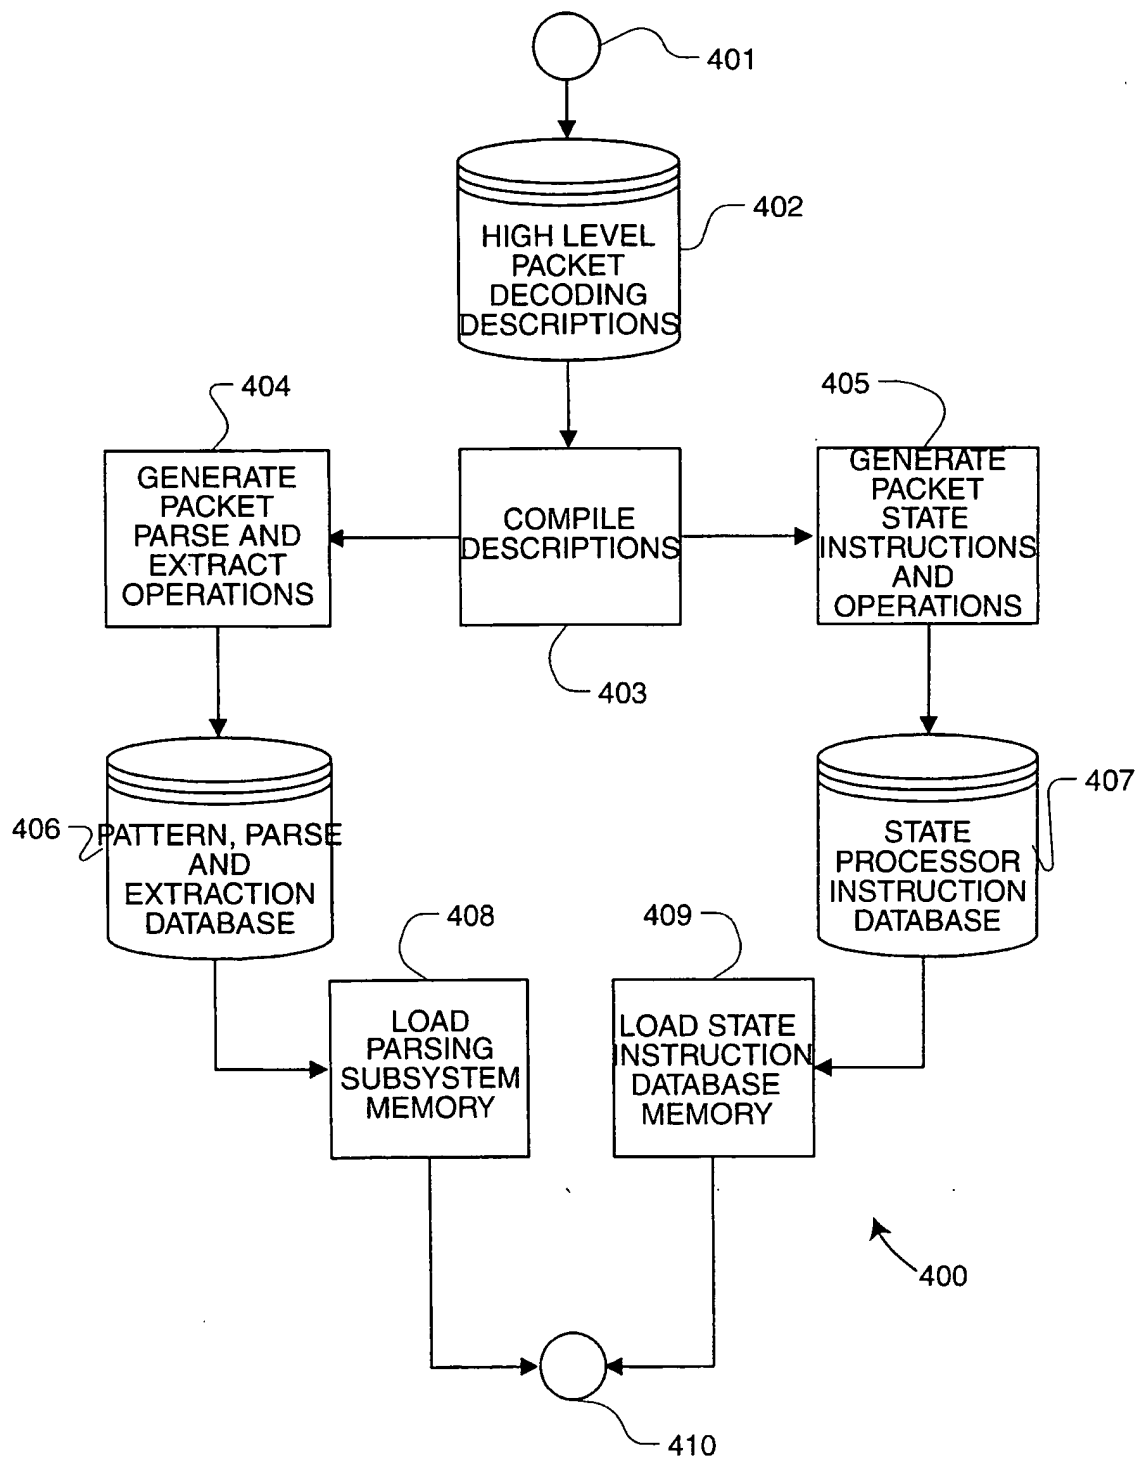 401
402
HIGH LEVEL
PACKET
DECODING
DESCRIPTIONS
404
405
GENERATE
PACKET
PARSE AND
EXTRACT
OPERATIONS
COMPILE
DESCRIPTIONS
GENERATE
PACKET
STATE
INSTRUCTIONS
AND
OPERATIONS
403
406
PATTERN, PARSE
AND
EXTRACTION
DATABASE
407
STATE
PROCESSOR
INSTRUCTION
DATABASE
408
409
LOAD
PARSING
SUBSYSTEM
MEMORY
LOAD STATE
INSTRUCTION
DATABASE
MEMORY
400
410